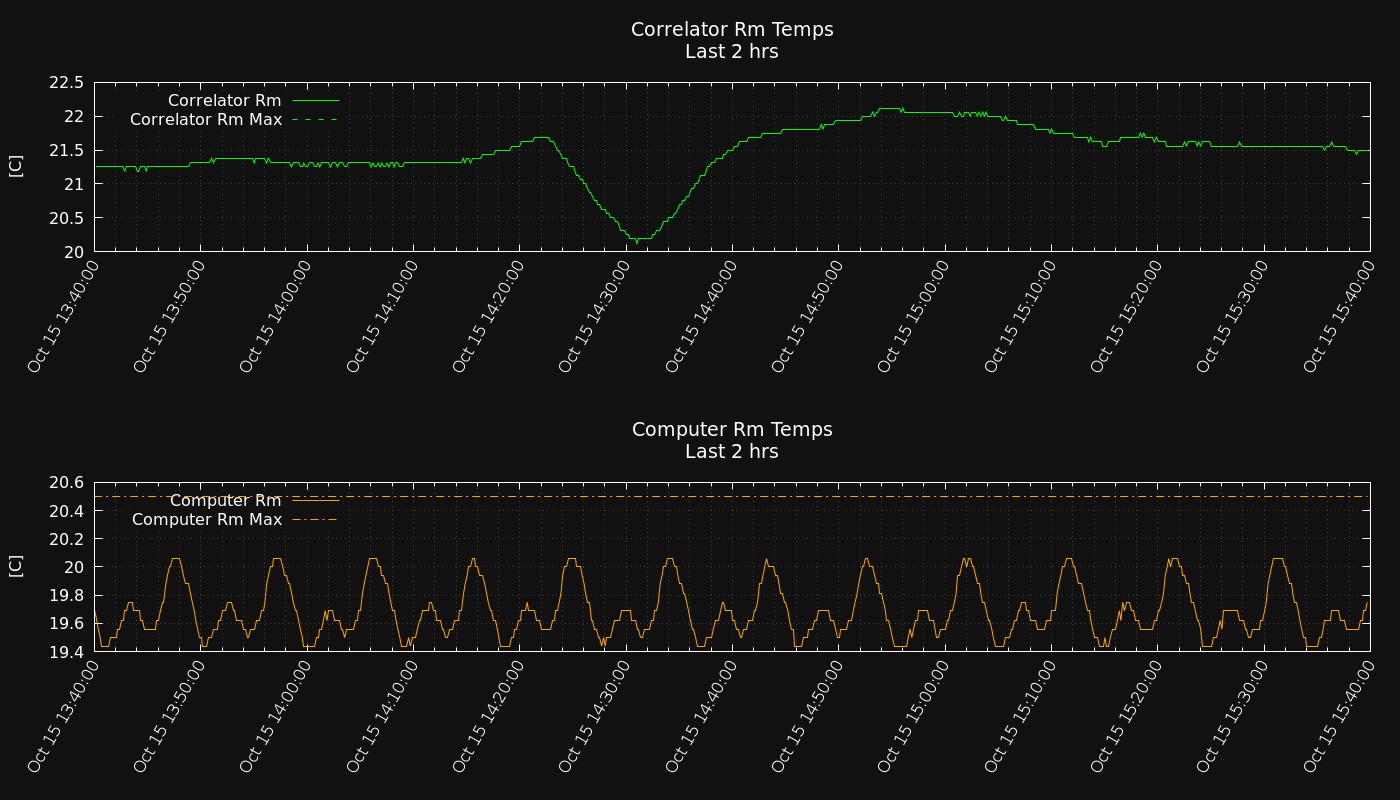 Correlator Rm Temps
Last 2 hrs
22.5
22
21.5
21
20.5
20
[C]
Correlator Rm
Correlator Rm Max
Oct 15 13:40:00
Oct 15 13:50:00
Oct 15 14:00:00
Oct 15 14:10:00
Oct 15 14:20:00
Oct 15 14:30:00
Oct 15 14:40:00
Oct 15 14:50:00
Oct 15 15:00:00
Oct 15 15:10:00
Oct 15 15:20:00
Oct 15 15:30:00
Oct 15 15:40:00
Computer Rm Temps
Last 2 hrs
20.6
20.4
20.2
20
19.8
19.6
19.4
[C]
Computer Rm
Computer Rm Max
Oct 15 13:40:00
Oct 15 13:50:00
Oct 15 14:00:00
Oct 15 14:10:00
Oct 15 14:20:00
Oct 15 14:30:00
Oct 15 14:40:00
Oct 15 14:50:00
Oct 15 15:00:00
Oct 15 15:10:00
Oct 15 15:20:00
Oct 15 15:30:00
Oct 15 15:40:00